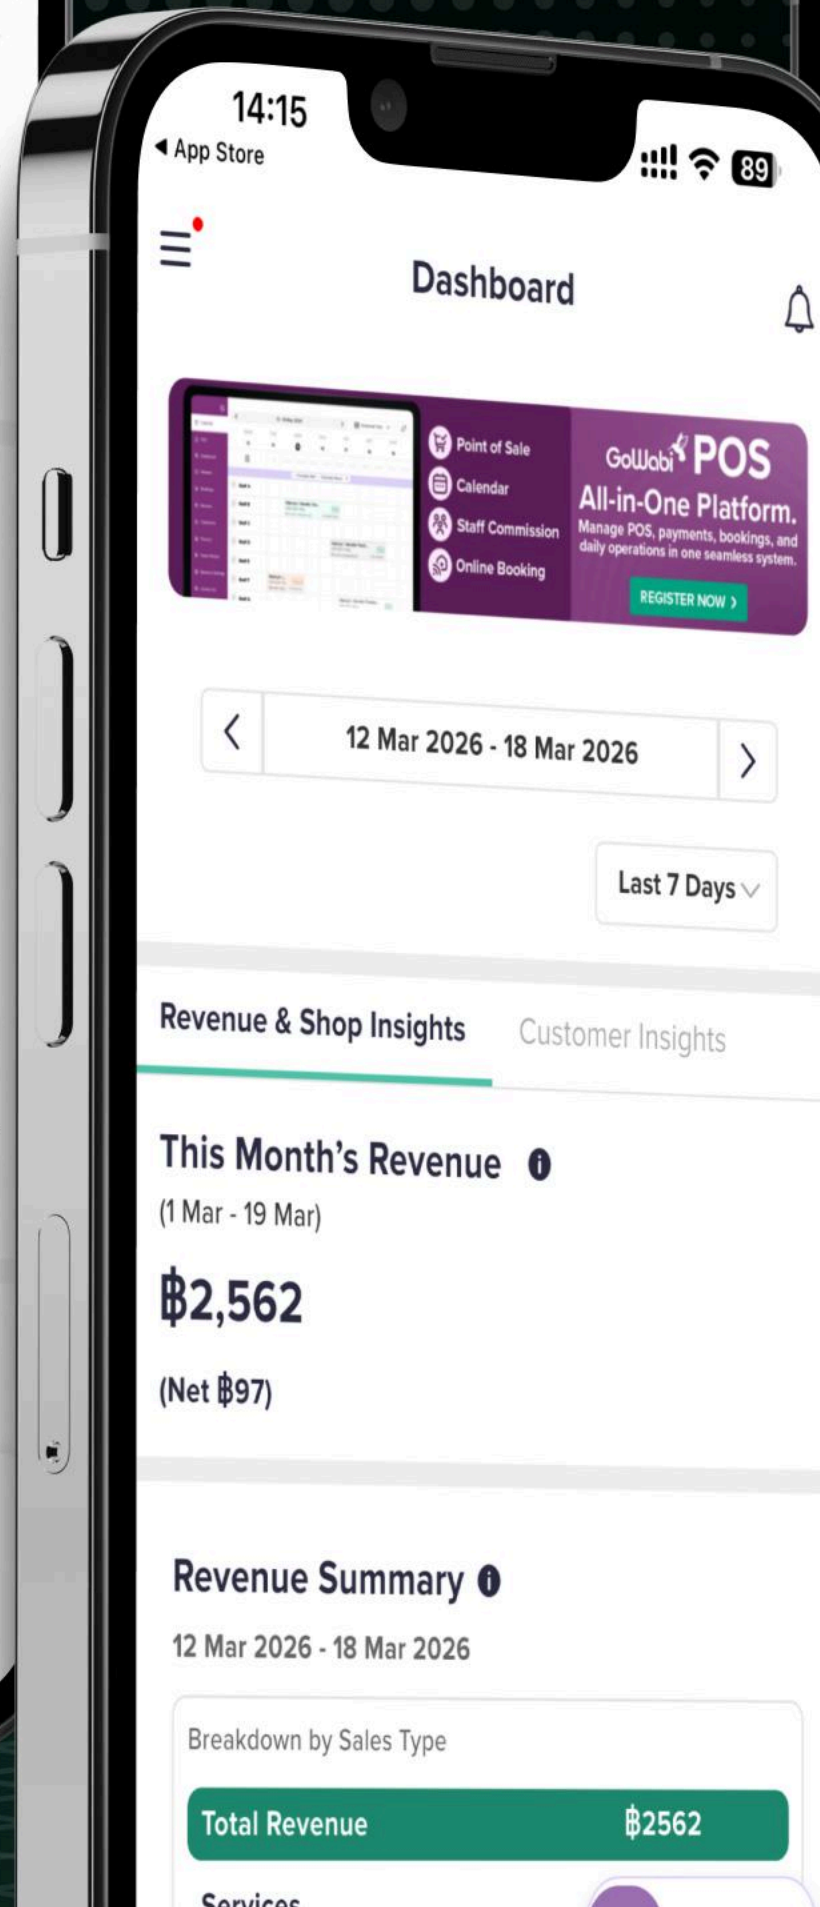 14:15
App Store
89
Dashboard
Point of Sale
Calendar
Staff Commission
Online Booking
GoWabi POS
All-in-One Platform.
Manage POS, payments, bookings, and
daily operations in one seamless system.
REGISTER NOW
12 Mar 2026 - 18 Mar 2026
Last 7 Days
Revenue & Shop Insights
Customer Insights
This Month’s Revenue
(1 Mar - 19 Mar)
฿2,562
(Net ฿97)
Revenue Summary
12 Mar 2026 - 18 Mar 2026
Breakdown by Sales Type
Total Revenue ฿2562
Services